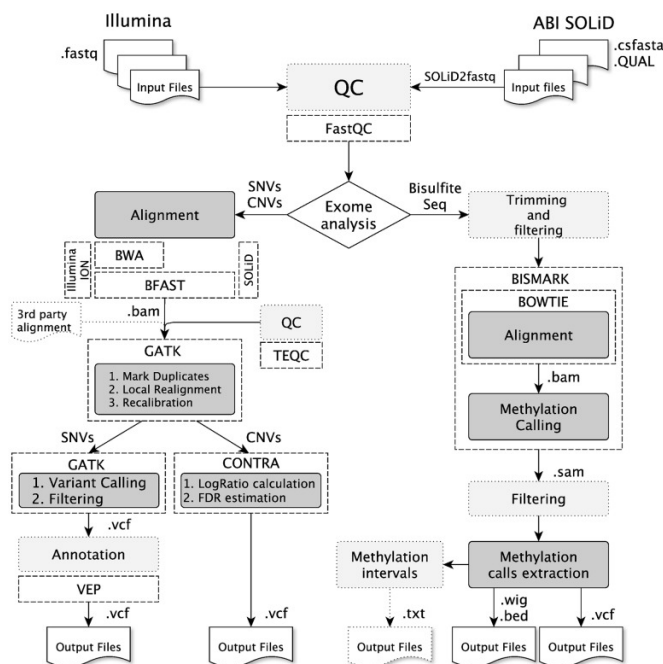 Illumina
ABI SOLiD
.fastq
.csfasta
.QUAL
Input Files
QC
SOLiD2fastq
Input files
FastQC
SNVs
CNVs
Exome
analysis
Bisulfite
Seq
Alignment
Trimming
and
filtering
Illumina
ION
BWA
SOLiD
BFAST
BISMARK
BOWTIE
Alignment
3rd party
alignment
.bam
QC
TEQC
GATK
1. Mark Duplicates
2. Local Realignment
3. Recalibration
.bam
Methylation
Calling
SNVs
CNVs
GATK
1. Variant Calling
2. Filtering
CONTRA
1. LogRatio calculation
2. FDR estimation
.sam
Filtering
.vcf
Annotation
VEP
Methylation
intervals
Methylation
calls extraction
.vcf
.vcf
.txt
.wig
.bed
.vcf
Output Files
Output Files
Output Files
Output Files
Output Files